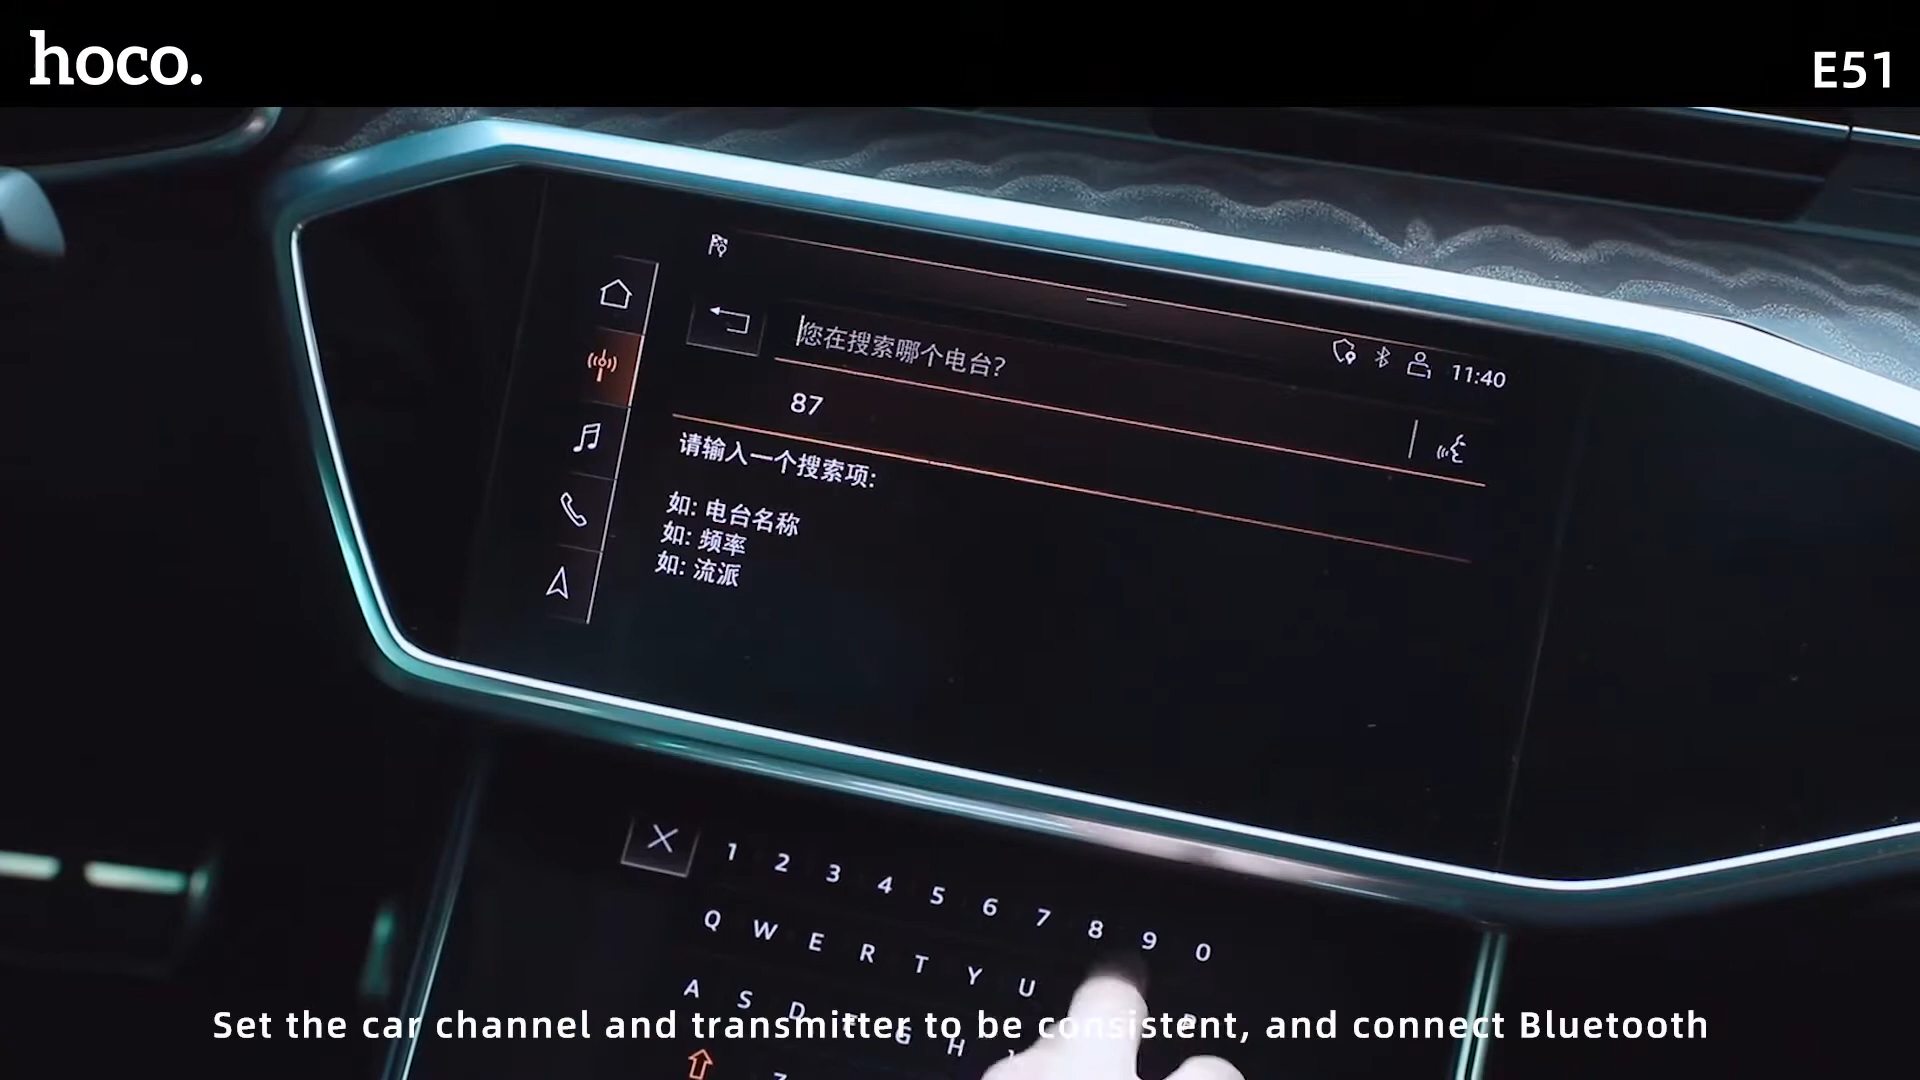 hoco.
E51
您在搜索哪个电台?
11:40
87
请输入一个搜索项:
如: 电台名称
如: 频率
如: 流派
1 2 3 4 5 6 7 8 9 0
Q W E R T Y U
A S D F G H
Set the car channel and transmitter to be consistent, and connect Bluetooth